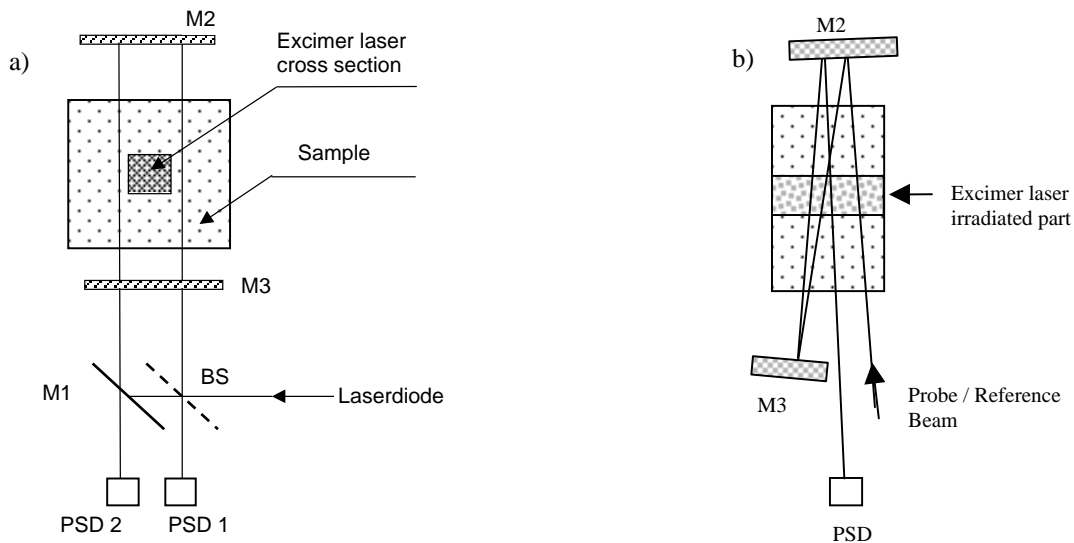 a)
M2
Excimer laser
cross section
Sample
M3
M1
BS
Laserdiode
PSD 2
PSD 1
b)
M2
Excimer laser
irradiated part
M3
Probe / Reference
Beam
PSD